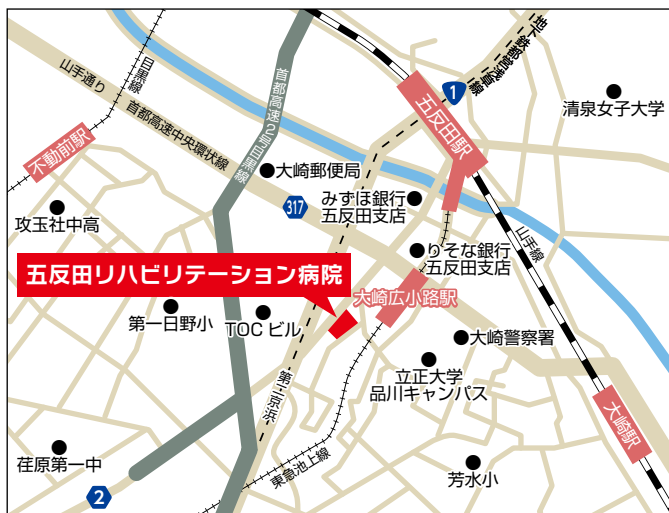 地下鉄都営浅草線
目黒線
山手通り
首都高速2号目黒線
1
五反田駅
清泉女子大学
首都高速中央環状線
不動前駅
大崎郵便局
みずほ銀行
五反田支店
317
攻玉社中高
山手線
りそな銀行
五反田支店
五反田リハビリテーション病院
大崎広小路駅
第一日野小
TOC ビル
大崎警察署
立正大学
品川キャンパス
第二京浜
大崎駅
荏原第一中
東急池上線
芳水小
2